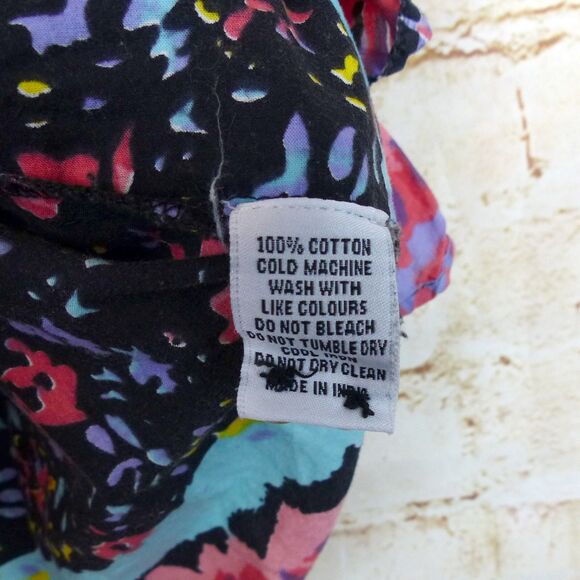 100% COTTON
COLD MACHINE
WASH WITH
LIKE COLOURS
DO NOT BLEACH
DO NOT TUMBLE DRY
COOL IRON
DO NOT DRY CLEAN
MADE IN INDIA